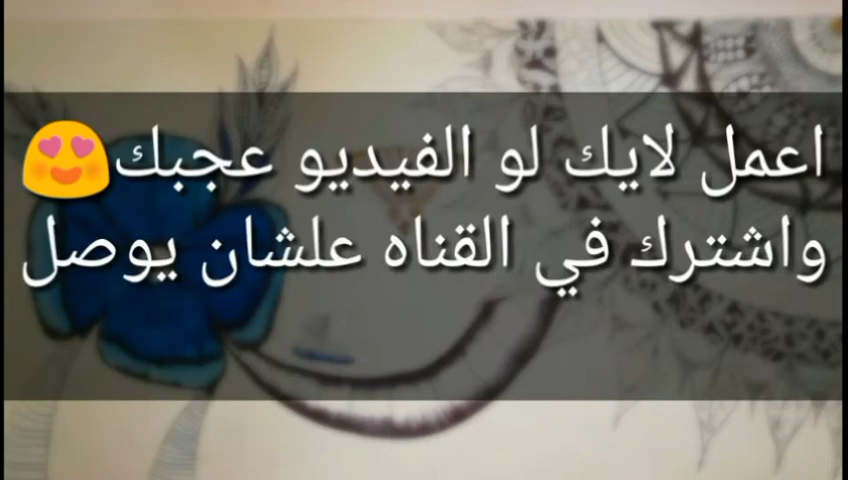 اعمل لايك لو الفيديو عجبك😍
واشترك في القناه علشان يوصل